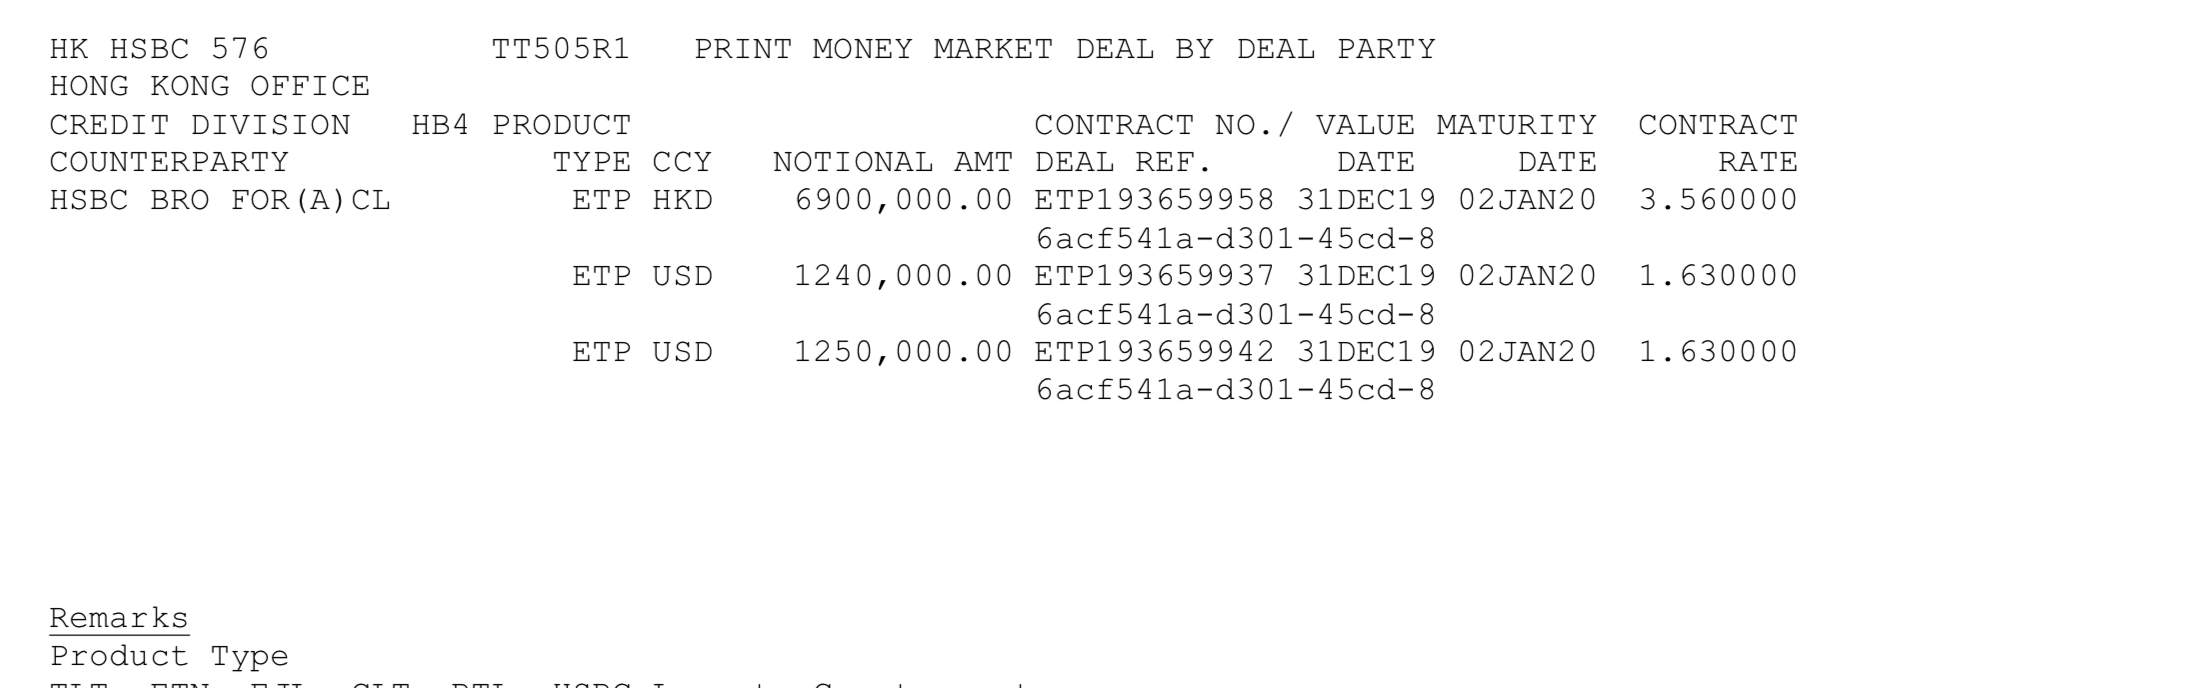 HK HSBC 576 TT505R1 PRINT MONEY MARKET DEAL BY DEAL PARTY
HONG KONG OFFICE
CREDIT DIVISION HB4 PRODUCT CONTRACT NO./ VALUE MATURITY CONTRACT
COUNTERPARTY TYPE CCY NOTIONAL AMT DEAL REF. DATE DATE RATE
HSBC BRO FOR(A)CL ETP HKD 6900,000.00 ETP193659958 31DEC19 02JAN20 3.560000
6acf541a-d301-45cd-8
ETP USD 1240,000.00 ETP193659937 31DEC19 02JAN20 1.630000
6acf541a-d301-45cd-8
ETP USD 1250,000.00 ETP193659942 31DEC19 02JAN20 1.630000
6acf541a-d301-45cd-8
Remarks
Product Type